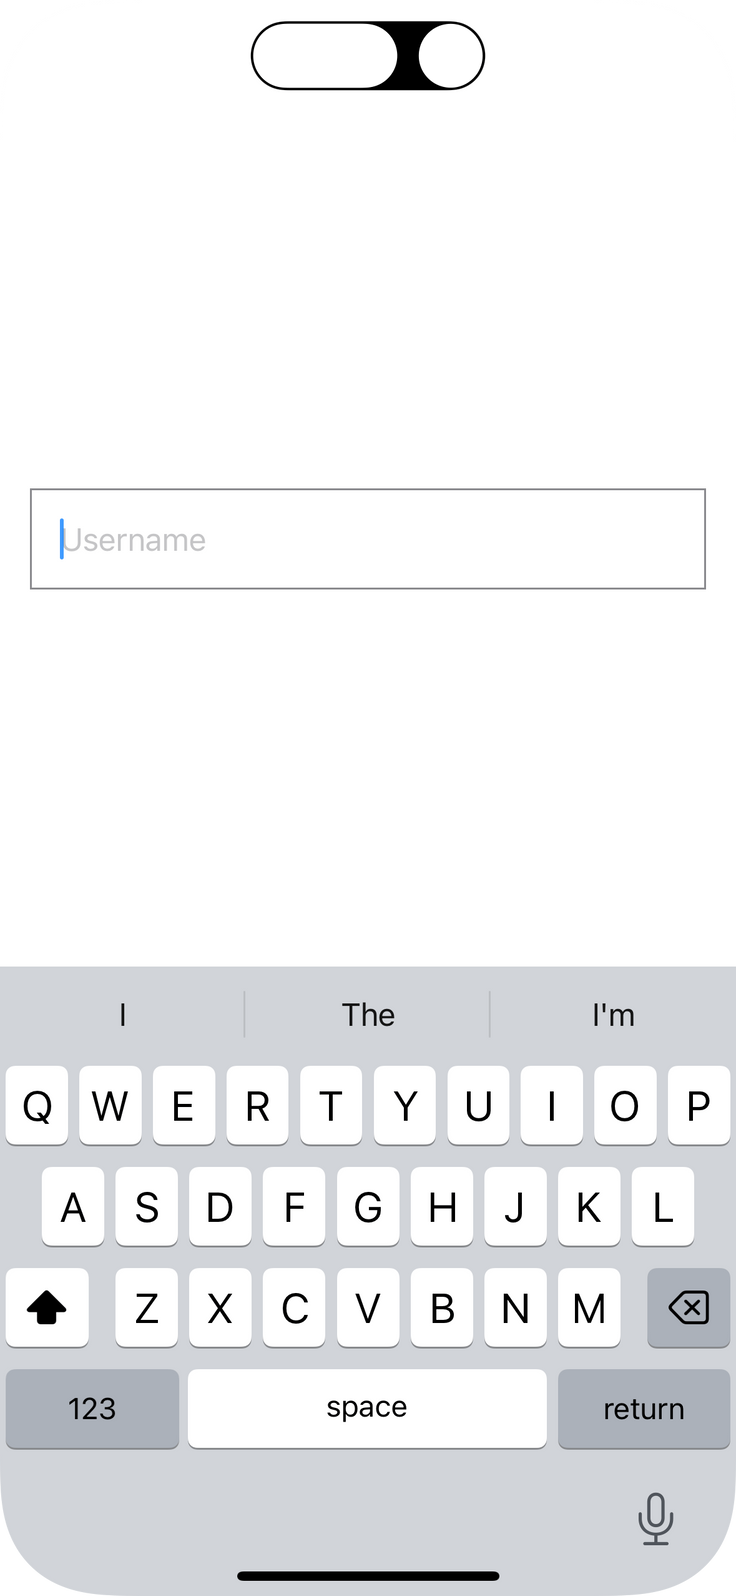 Username
I The I'm
Q W E R T Y U I O P
A S D F G H J K L
Z X C V B N M
123 space return